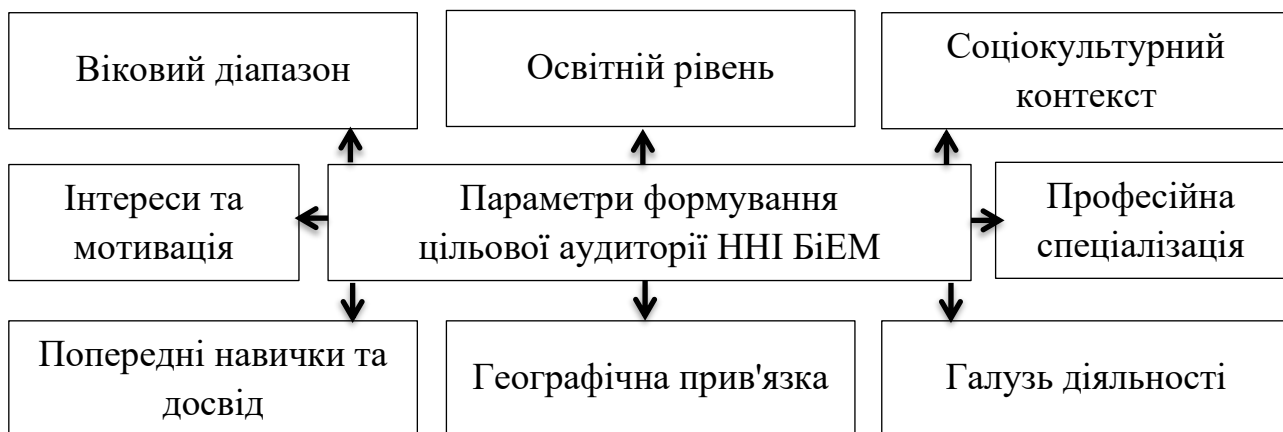 Віковий діапазон
Освітній рівень
Соціокультурний
контекст
Інтереси та
мотивація
Параметри формування
цільової аудиторії ННІ БіЕМ
Професійна
спеціалізація
Попередні навички та
досвід
Географічна прив'язка
Галузь діяльності